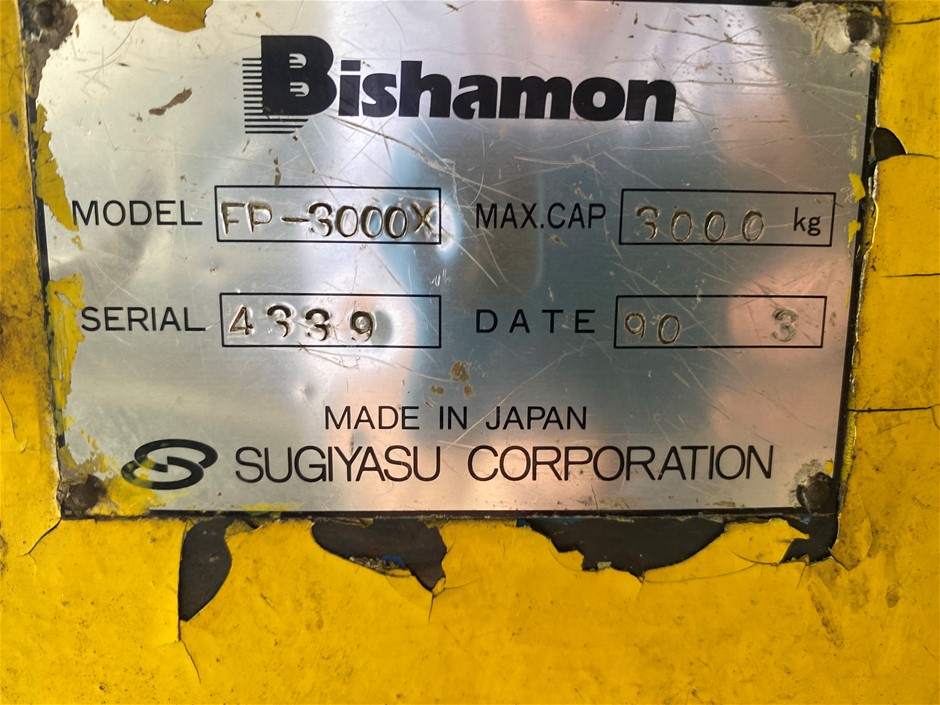 Bishamon
MODEL FP-3000X MAX.CAP 3000 kg
SERIAL 4339 DATE 90 3
MADE IN JAPAN
SUGIYASU CORPORATION